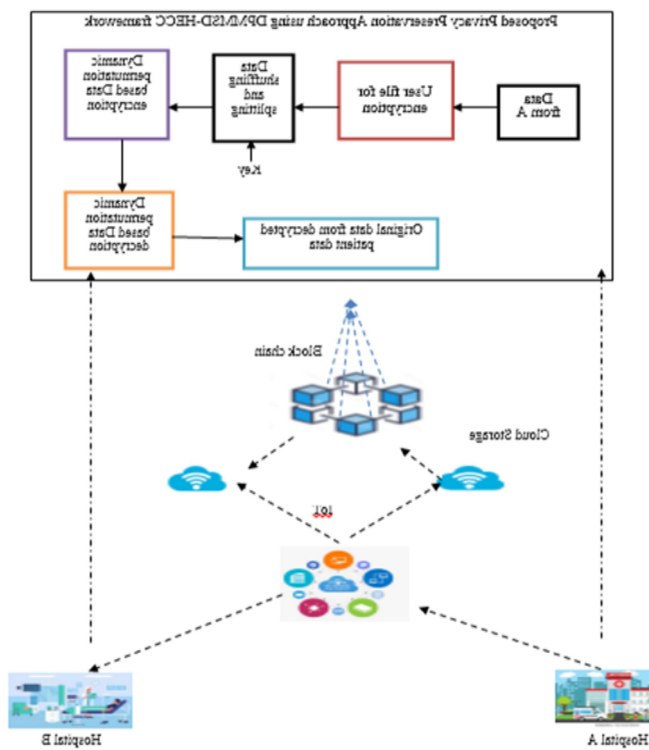 Proposed Privacy Preservation Approach using DPMMSD-HECC framework
Data
from A
User file for
encryption
Data
shuffling
and
splitting
Dynamic
permutation
based Data
encryption
Key
Dynamic
permutation
based Data
decryption
Original data from decrypted
patient data
Block chain
Cloud Storage
IoT
Hospital A
Hospital B